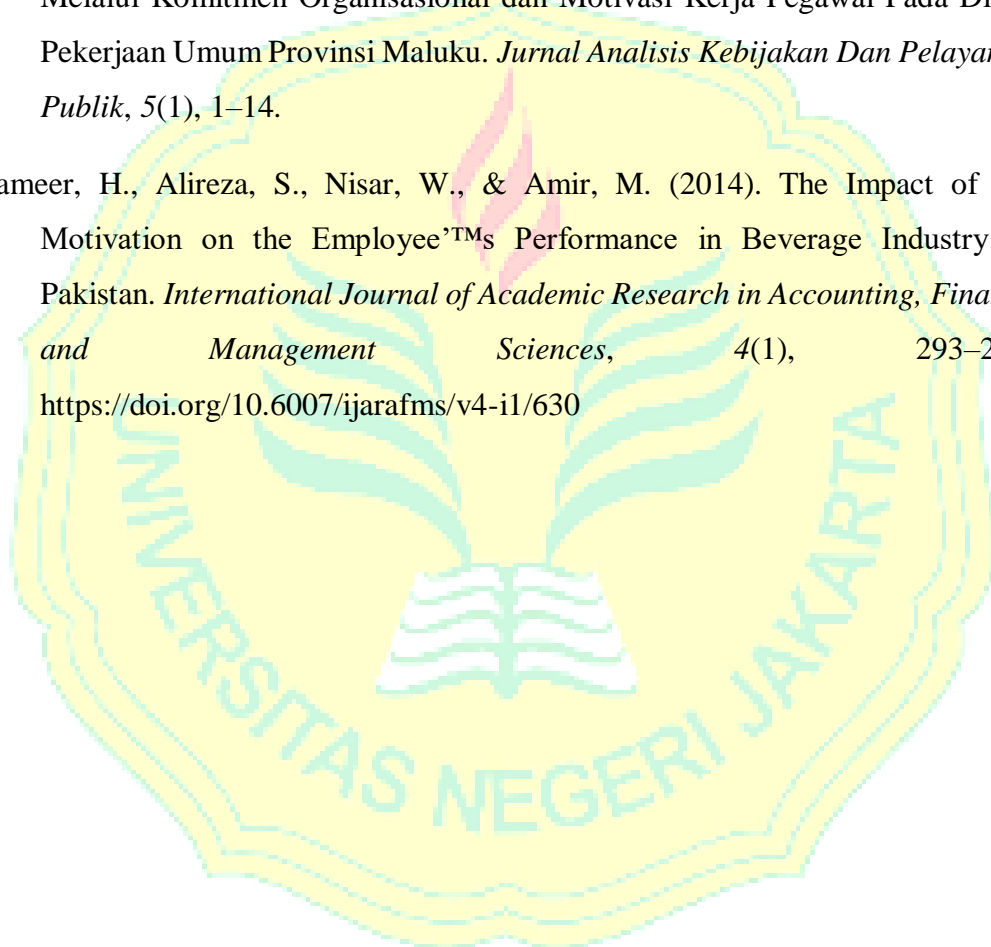 Melalui Komitmen Organisasional dan Motivasi Kerja Pegawai Pada Di
Pekerjaan Umum Provinsi Maluku. Jurnal Analisis Kebijakan Dan Pelayan
Publik, 5(1), 1–14.
ameer, H., Alireza, S., Nisar, W., & Amir, M. (2014). The Impact of
Motivation on the Employee’™s Performance in Beverage Industry
Pakistan. International Journal of Academic Research in Accounting, Fina
and Management Sciences, 4(1), 293–2
https://doi.org/10.6007/ijarafms/v4-i1/630
UNIVERSITAS NEGERI JAKARTA